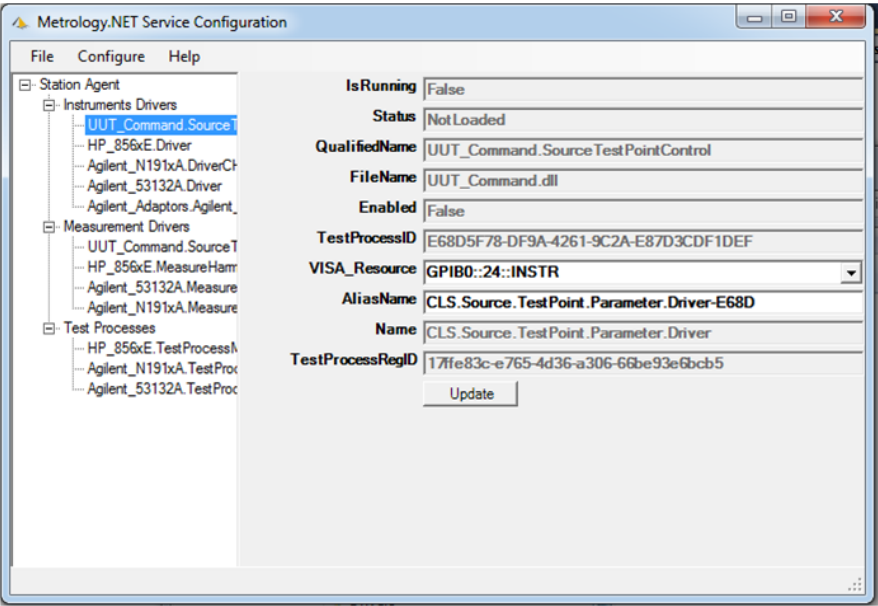 Metrology.NET Service Configuration
File Configure Help
Station Agent
Instruments Drivers
UUT_Command.SourceT
HP_856xE.Driver
Agilent_N191xA.DriverCH
Agilent_53132A.Driver
Agilent_Adaptors.Agilent_
Measurement Drivers
UUT_Command.SourceT
HP_856xE.MeasureHarm
Agilent_53132A.Measure
Agilent_N191xA.Measure
Test Processes
HP_856xE.TestProcessM
Agilent_N191xA.TestProc
Agilent_53132A.TestProc
IsRunning False
Status NotLoaded
QualifiedName UUT_Command.SourceTestPointControl
FileName UUT_Command.dll
Enabled False
TestProcessID E68D5F78-DF9A-4261-9C2A-E87D3CDF1DEF
VISA_Resource GPIB0::24::INSTR
AliasName CLS.Source.TestPoint.Parameter.Driver-E68D
Name CLS.Source.TestPoint.Parameter.Driver
TestProcessRegID 17ffe83c-e765-4d36-a306-66be93e6bcb5
Update